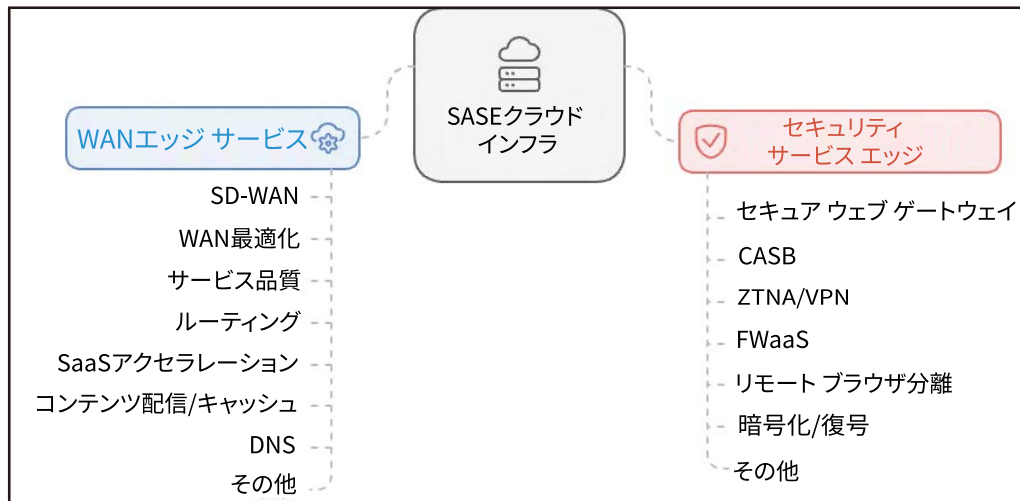 SASEクラウド
インフラ
WANエッジ サービス
SD-WAN
WAN最適化
サービス品質
ルーティング
SaaSアクセラレーション
コンテンツ配信/キャッシュ
DNS
その他
セキュリティ
サービス エッジ
セキュア ウェブ ゲートウェイ
CASB
ZTNA/VPN
FWaaS
リモート ブラウザ分離
暗号化/復号
その他